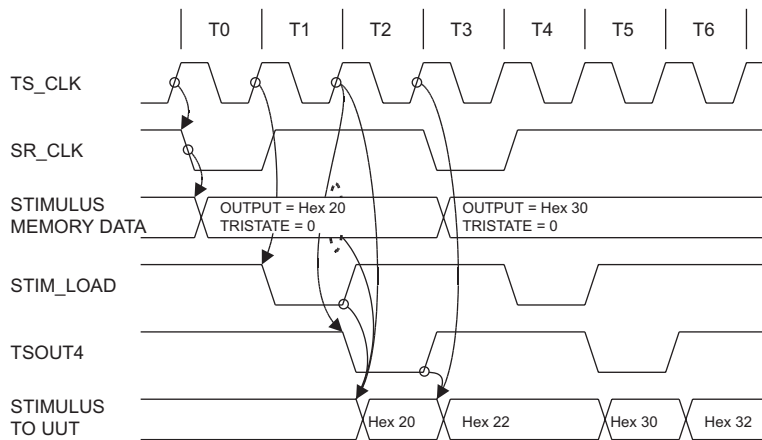 T0 T1 T2 T3 T4 T5 T6
TS_CLK
SR_CLK
STIMULUS
MEMORY DATA
OUTPUT = Hex 20
TRISTATE = 0
OUTPUT = Hex 30
TRISTATE = 0
STIM_LOAD
TSOUT4
STIMULUS
TO UUT
Hex 20 Hex 22 Hex 30 Hex 32